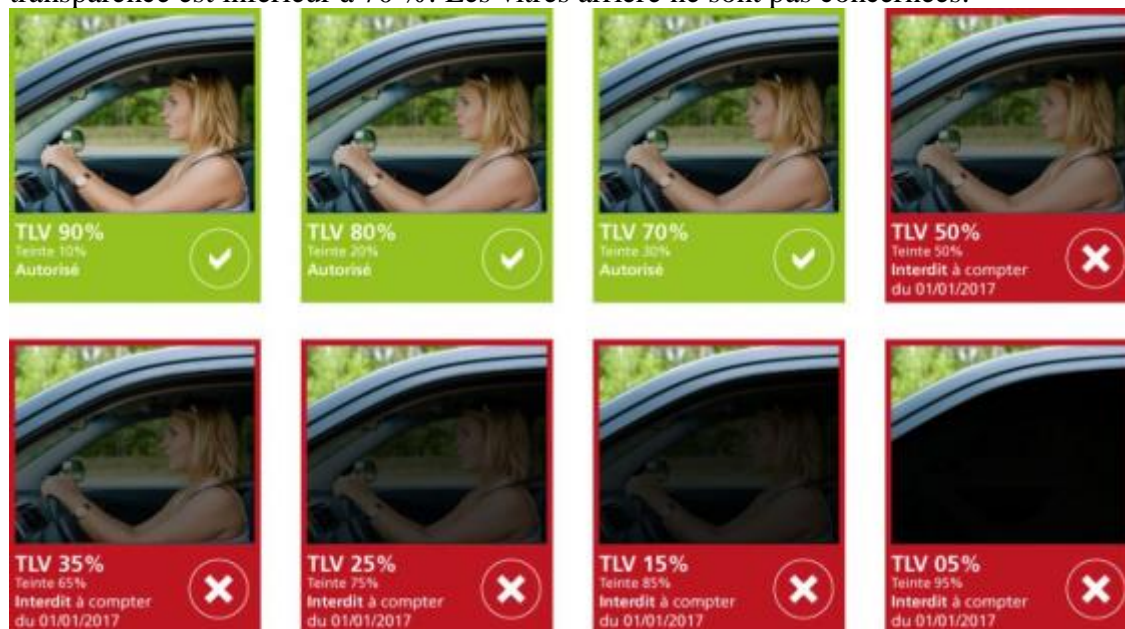 transparence est inférieur à 70 %. Les vitres arrière ne sont pas concernées.
TLV 90%
Teinte 10%
Autorisé
TLV 80%
Teinte 20%
Autorisé
TLV 70%
Teinte 30%
Autorisé
TLV 50%
Teinte 50%
Interdit à compter
du 01/01/2017
TLV 35%
Teinte 65%
Interdit à compter
du 01/01/2017
TLV 25%
Teinte 75%
Interdit à compter
du 01/01/2017
TLV 15%
Teinte 85%
Interdit à compter
du 01/01/2017
TLV 05%
Teinte 95%
Interdit à compter
du 01/01/2017